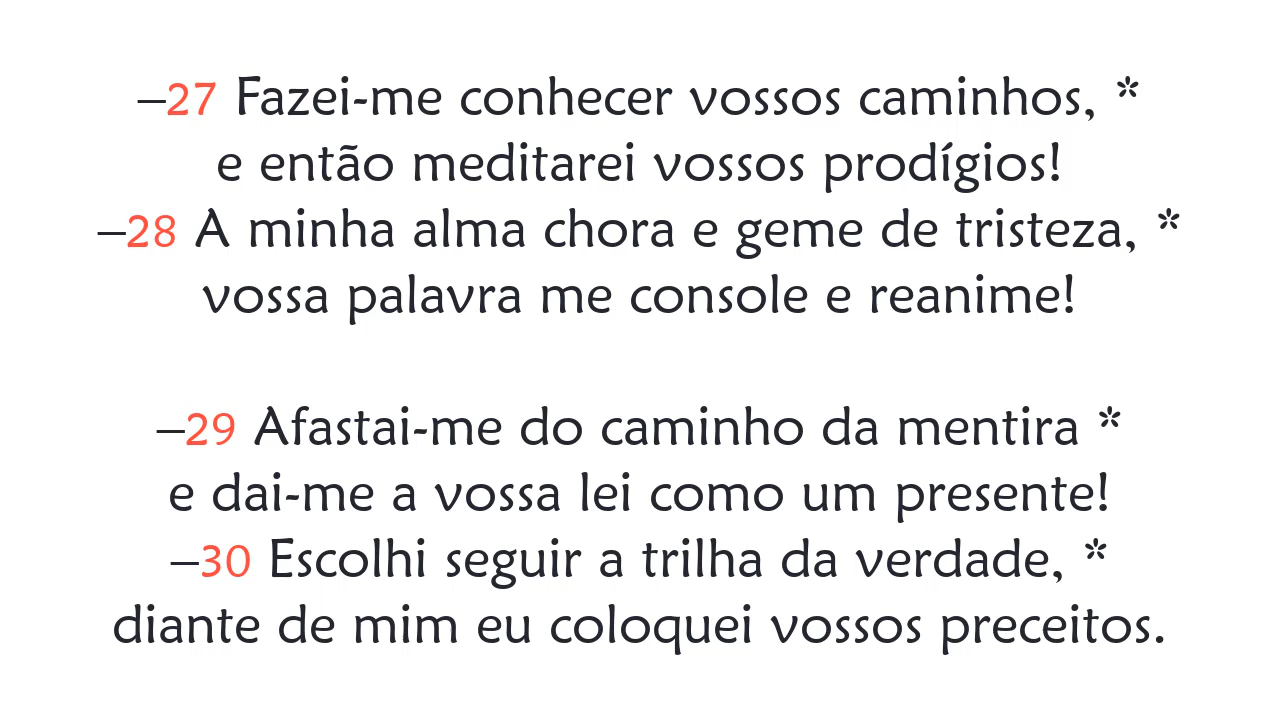 –27 Fazei-me conhecer vossos caminhos, *
e então meditarei vossos prodígios!
–28 A minha alma chora e geme de tristeza, *
vossa palavra me console e reanime!
–29 Afastai-me do caminho da mentira *
e dai-me a vossa lei como um presente!
–30 Escolhi seguir a trilha da verdade, *
diante de mim eu coloquei vossos preceitos.